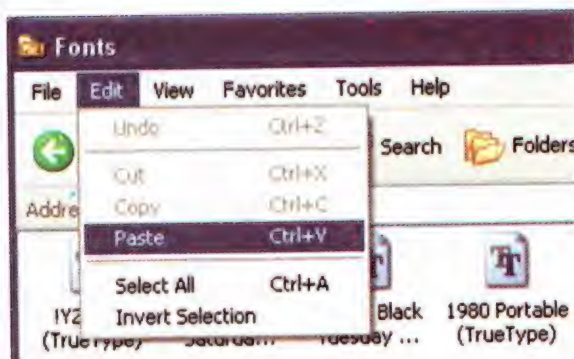 Fonts
File Edit View Favorites Tools Help
Undo Ctrl+Z
Search Folders
Cut Ctrl+X
Addre
Copy Ctrl+C
Paste Ctrl+V
Select All Ctrl+A
Invert Selection
Black 1980 Portable
(TrueType) Tuesday ... (TrueType)